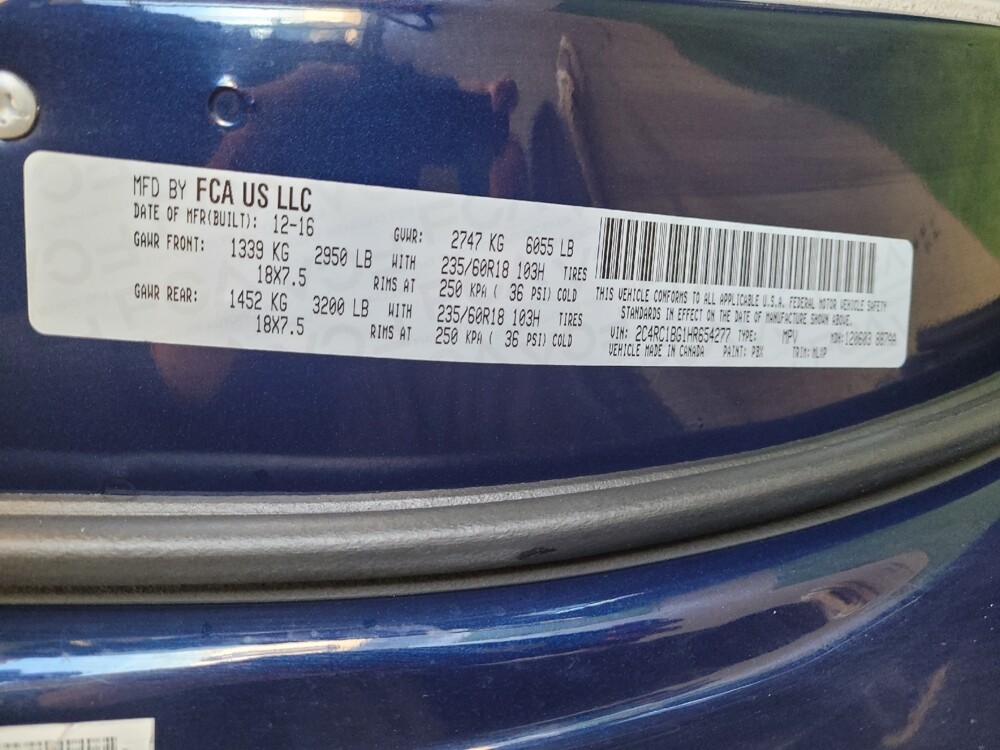 MFD BY FCA US LLC
DATE OF MFR(BUILT): 12-16
GVWR: 2747 KG 6055 LB
GAWR FRONT: 1339 KG 2950 LB WITH 235/60R18 103H TIRES
18X7.5 RIMS AT 250 KPA ( 36 PSI) COLD
GAWR REAR: 1452 KG 3200 LB WITH 235/60R18 103H TIRES
18X7.5 RIMS AT 250 KPA ( 36 PSI) COLD
THIS VEHICLE CONFORMS TO ALL APPLICABLE U.S.A. FEDERAL MOTOR VEHICLE SAFETY
STANDARDS IN EFFECT ON THE DATE OF MANUFACTURE SHOWN ABOVE.
VIN: 2C4RC1BG1HR654277 TYPE: MPV MDH: 120603
VEHICLE MADE IN CANADA PAINT: PBX TRIM: